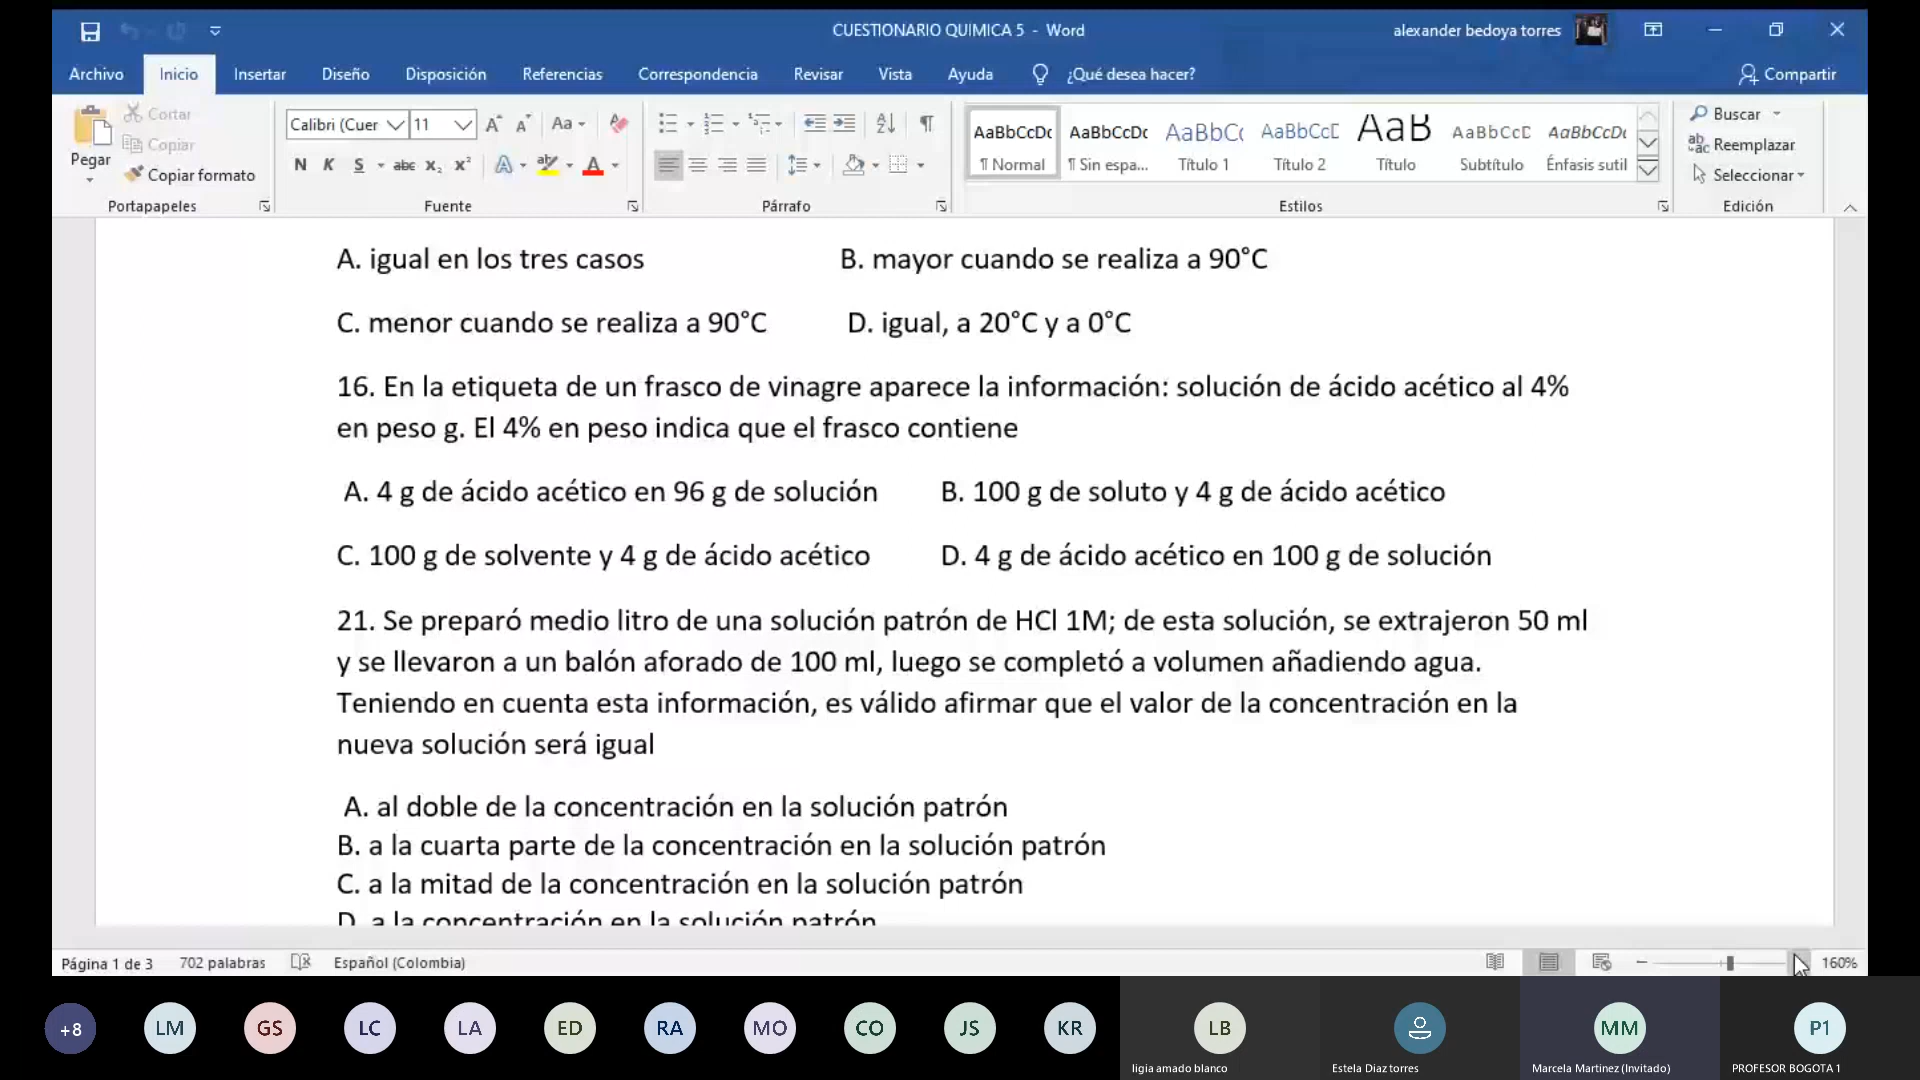 CUESTIONARIO QUIMICA 5 - Word
alexander bedoya torres
Archivo Inicio Insertar Diseño Disposición Referencias Correspondencia Revisar Vista Ayuda ¿Qué desea hacer? Compartir
Pegar
Cortar
Copiar
Copiar formato
Portapapeles
Calibri (Cuer 11
Aa
N K S abc x₂ x²
A
A
Fuente
Párrafo
AaBbCcDc AaBbCcDc AaBbC AaBbCcD AaB AaBbCcD AaBbCcDt
¶ Normal ¶ Sin espa... Título 1 Título 2 Título Subtítulo Énfasis sutil
Estilos
Buscar
Reemplazar
Seleccionar
Edición
A. igual en los tres casos B. mayor cuando se realiza a 90°C
C. menor cuando se realiza a 90°C D. igual, a 20°C y a 0°C
16. En la etiqueta de un frasco de vinagre aparece la información: solución de ácido acético al 4%
en peso g. El 4% en peso indica que el frasco contiene
A. 4 g de ácido acético en 96 g de solución B. 100 g de soluto y 4 g de ácido acético
C. 100 g de solvente y 4 g de ácido acético D. 4 g de ácido acético en 100 g de solución
21. Se preparó medio litro de una solución patrón de HCl 1M; de esta solución, se extrajeron 50 ml
y se llevaron a un balón aforado de 100 ml, luego se completó a volumen añadiendo agua.
Teniendo en cuenta esta información, es válido afirmar que el valor de la concentración en la
nueva solución será igual
A. al doble de la concentración en la solución patrón
B. a la cuarta parte de la concentración en la solución patrón
C. a la mitad de la concentración en la solución patrón
D. a la concentración en la solución patrón
Página 1 de 3 702 palabras Español (Colombia) 160%
+8 LM GS LC LA ED RA MO CO JS KR LB MM P1
ligia amado blanco Estela Diaz torres Marcela Martinez (Invitado) PROFESOR BOGOTA 1